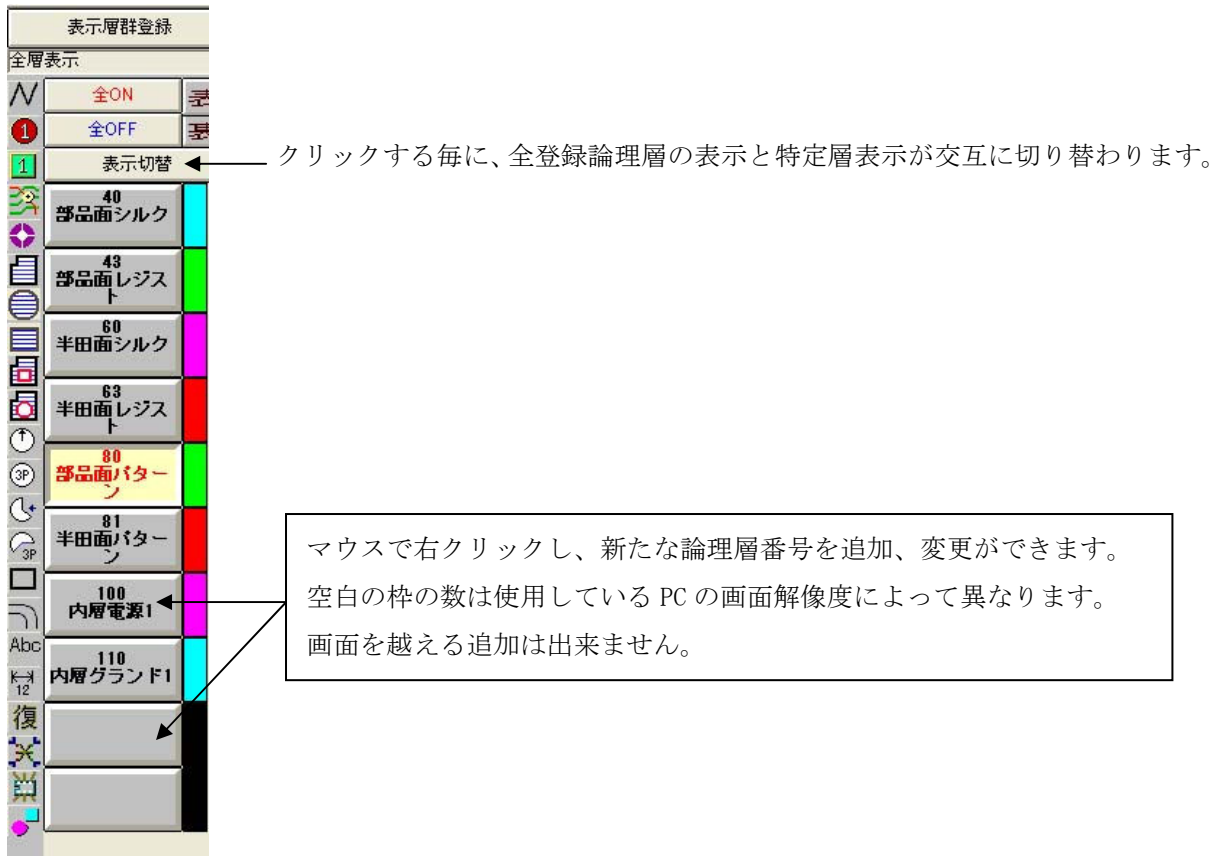 表示層群登録
全層表示
全ON
1
全OFF
1
表示切替
クリックする毎に、全登録論理層の表示と特定層表示が交互に切り替わります。
40
部品面シルク
43
部品面レジス
ト
60
半田面シルク
63
半田面レジス
ト
80
部品面パター
ン
3P
81
半田面パター
ン
3P
マウスで右クリックし、新たな論理層番号を追加、変更ができます。
空白の枠の数は使用している PC の画面解像度によって異なります。
画面を越える追加は出来ません。
100
内層電源1
Abc
110
内層グランド1
12
復